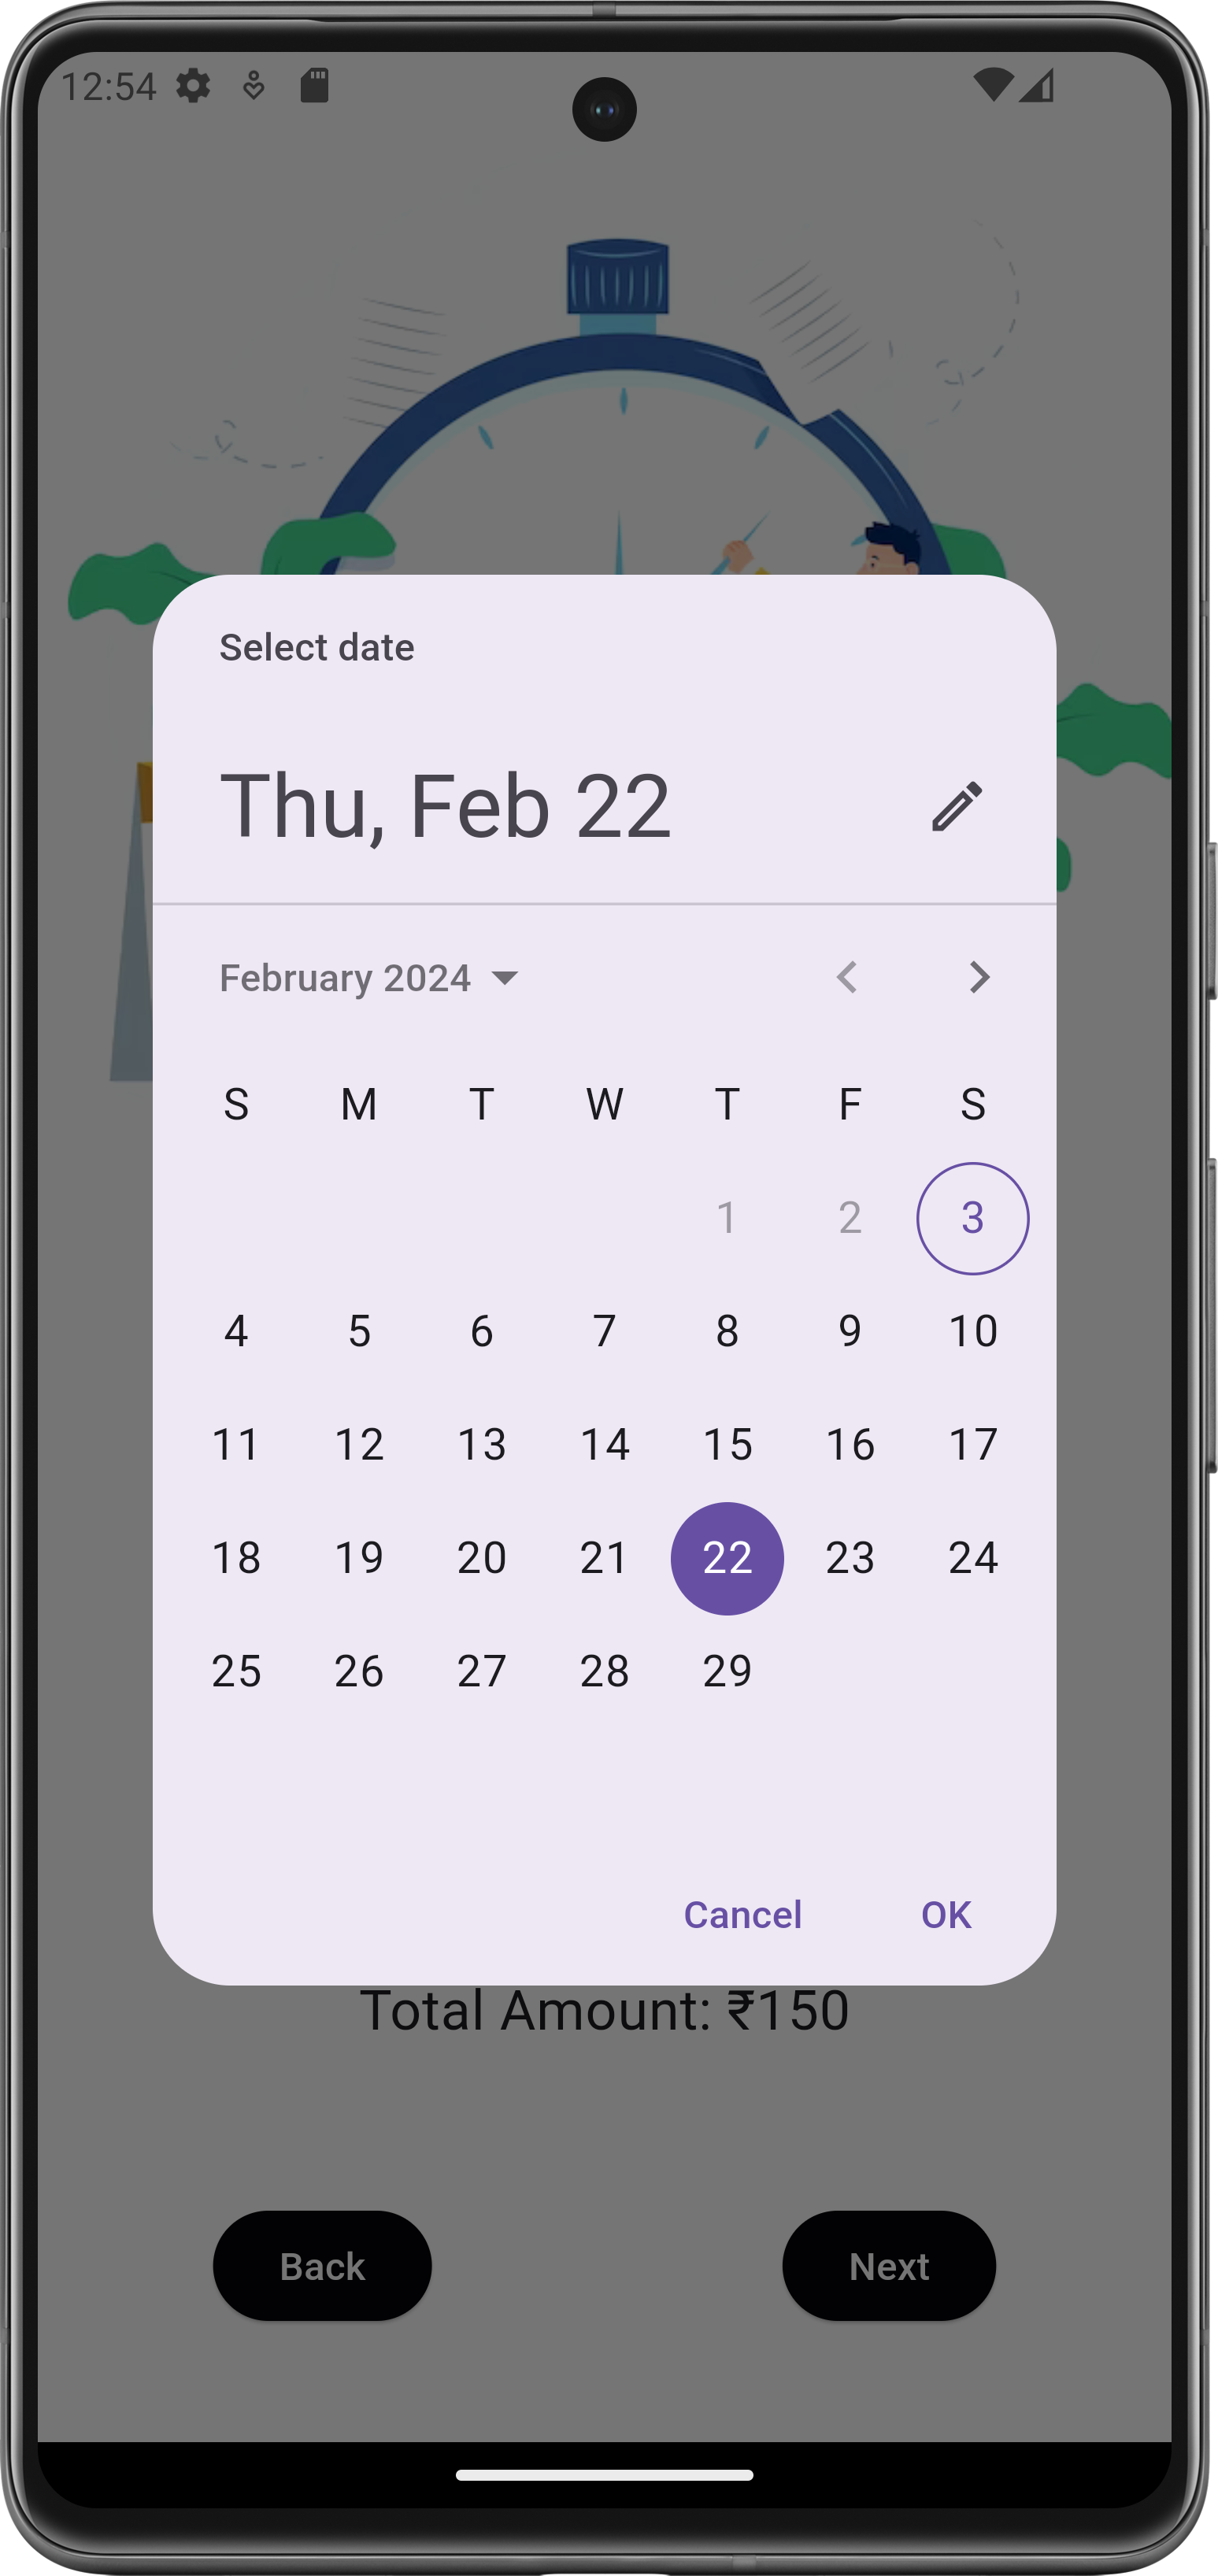 12:54
Select date
Thu, Feb 22
February 2024
S M T W T F S
1 2 3
4 5 6 7 8 9 10
11 12 13 14 15 16 17
18 19 20 21 22 23 24
25 26 27 28 29
Cancel OK
Total Amount: ₹150
Back Next